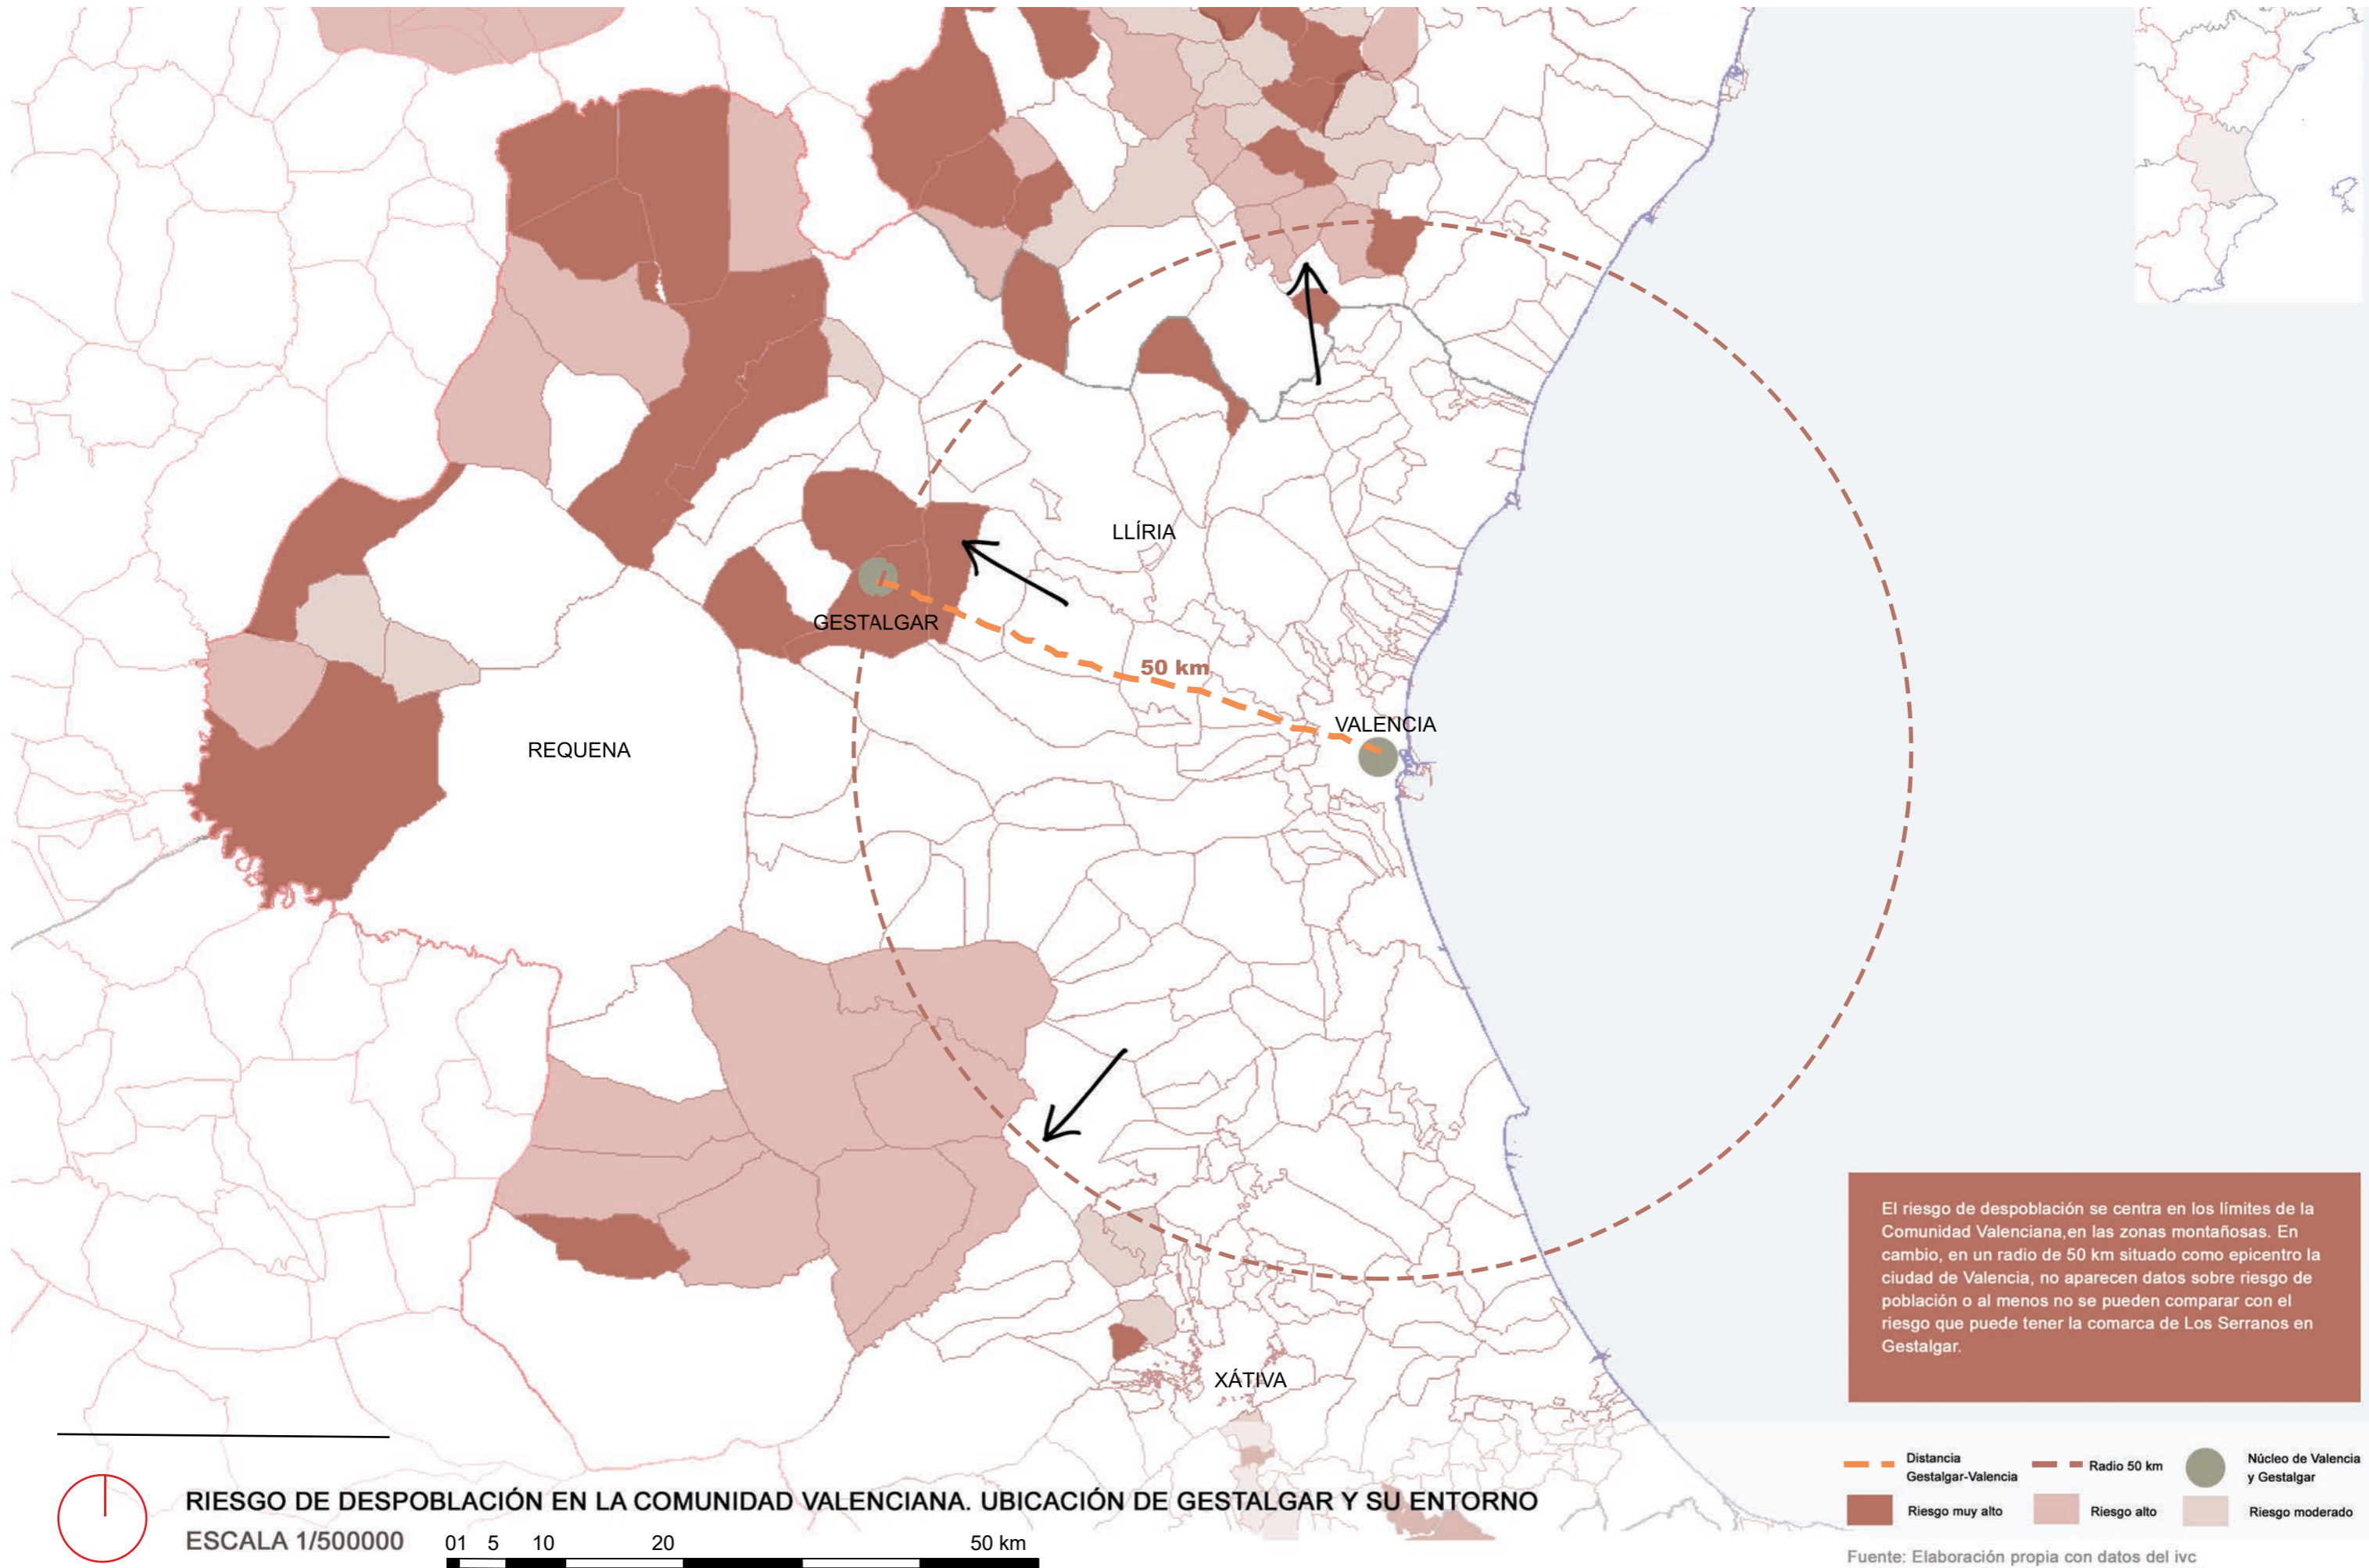 LLÍRIA
GESTALGAR
50 km
VALENCIA
REQUENA
XÁTIVA
El riesgo de despoblación se centra en los límites de la
Comunidad Valenciana,en las zonas montañosas. En
cambio, en un radio de 50 km situado como epicentro la
ciudad de Valencia, no aparecen datos sobre riesgo de
población o al menos no se pueden comparar con el
riesgo que puede tener la comarca de Los Serranos en
Gestalgar.
Distancia
Gestalgar-Valencia
Radio 50 km
Núcleo de Valencia
y Gestalgar
Riesgo muy alto
Riesgo alto
Riesgo moderado
Fuente: Elaboración propia con datos del ivc
RIESGO DE DESPOBLACIÓN EN LA COMUNIDAD VALENCIANA. UBICACIÓN DE GESTALGAR Y SU ENTORNO
ESCALA 1/500000
01 5 10 20 50 km